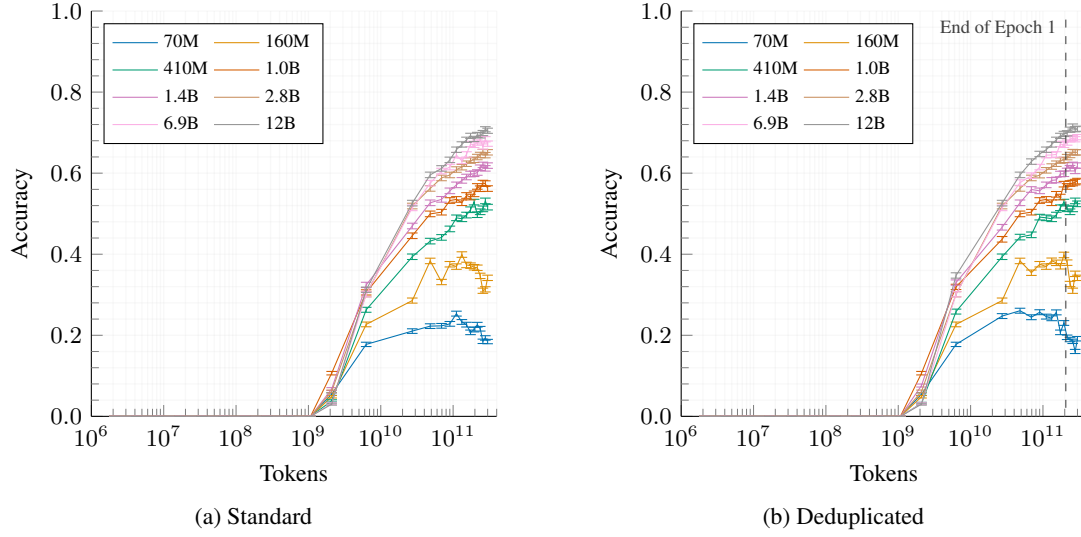 1.0
0.8
0.6
0.4
0.2
0.0
Accuracy
70M 160M
410M 1.0B
1.4B 2.8B
6.9B 12B
10^6 10^7 10^8 10^9 10^10 10^11
Tokens
(a) Standard
1.0
0.8
0.6
0.4
0.2
0.0
Accuracy
End of Epoch 1
70M 160M
410M 1.0B
1.4B 2.8B
6.9B 12B
10^6 10^7 10^8 10^9 10^10 10^11
Tokens
(b) Deduplicated